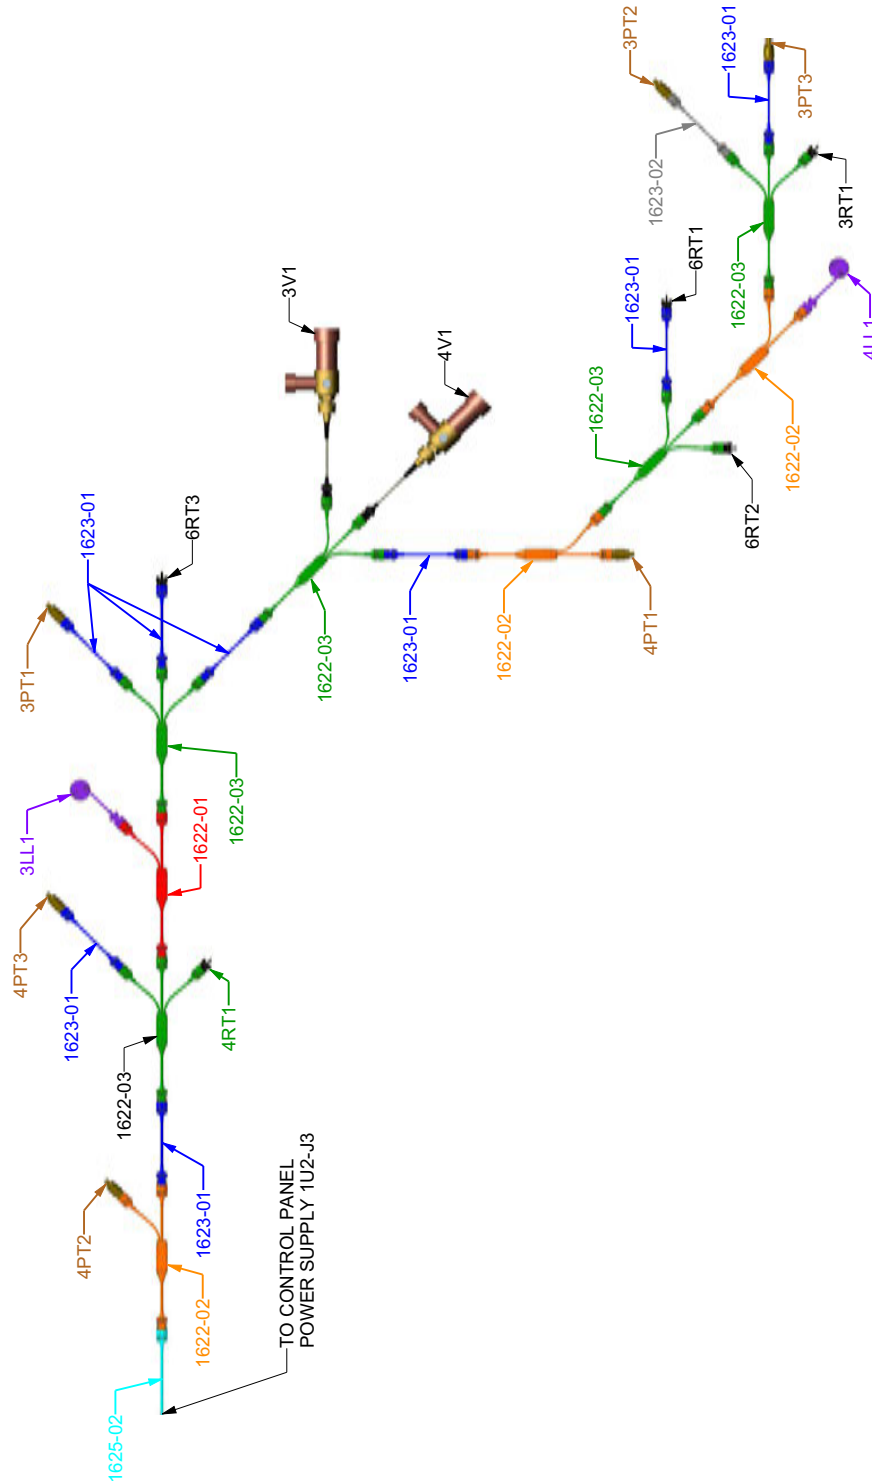 3PT2
1623-01
3PT3
1623-02
3RT1
1622-03
6RT1
1623-01
4LL1
3V1
4V1
1622-03
1622-02
6RT2
1623-01
6RT3
3PT1
1622-03
1623-01
1622-02
4PT1
3LL1
1622-03
1622-01
4PT3
1623-01
4RT1
1622-03
4PT2
1623-01
1622-02
TO CONTROL PANEL
POWER SUPPLY 1U2-J3
1625-02